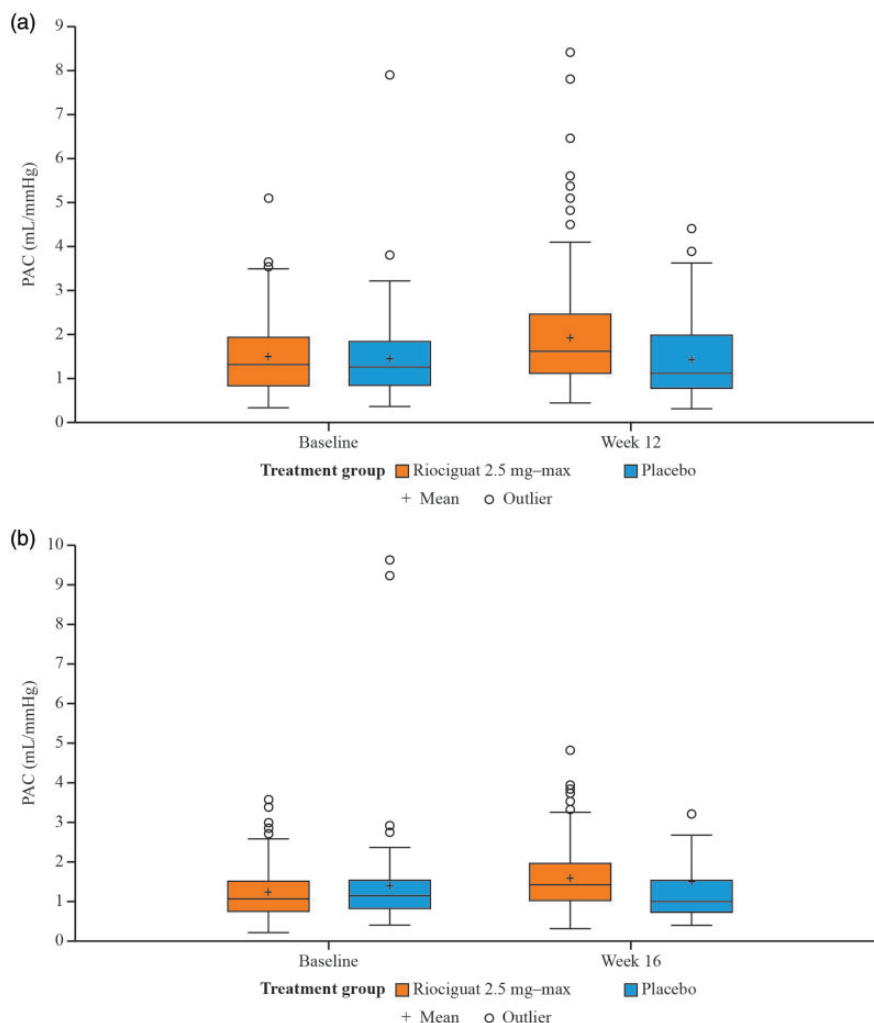 (a)
9
8
7
6
5
4
3
2
1
0
PAC (mL/mmHg)
Baseline Week 12
Treatment group Riociguat 2.5 mg–max Placebo
+ Mean o Outlier
(b)
10
9
8
7
6
5
4
3
2
1
0
PAC (mL/mmHg)
Baseline Week 16
Treatment group Riociguat 2.5 mg–max Placebo
+ Mean o Outlier